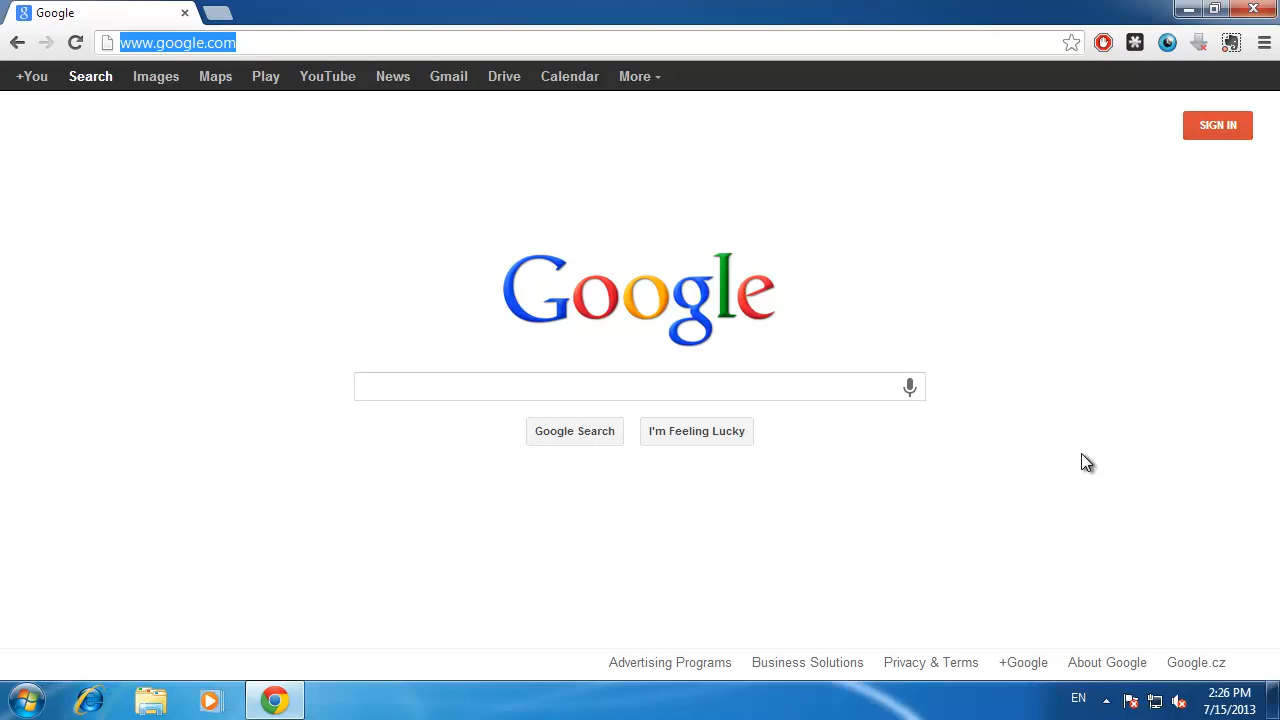 Google
www.google.com
+You Search Images Maps Play YouTube News Gmail Drive Calendar More
SIGN IN
Google
Google Search I'm Feeling Lucky
Advertising Programs Business Solutions Privacy & Terms +Google About Google Google.cz
EN
2:26 PM
7/15/2013